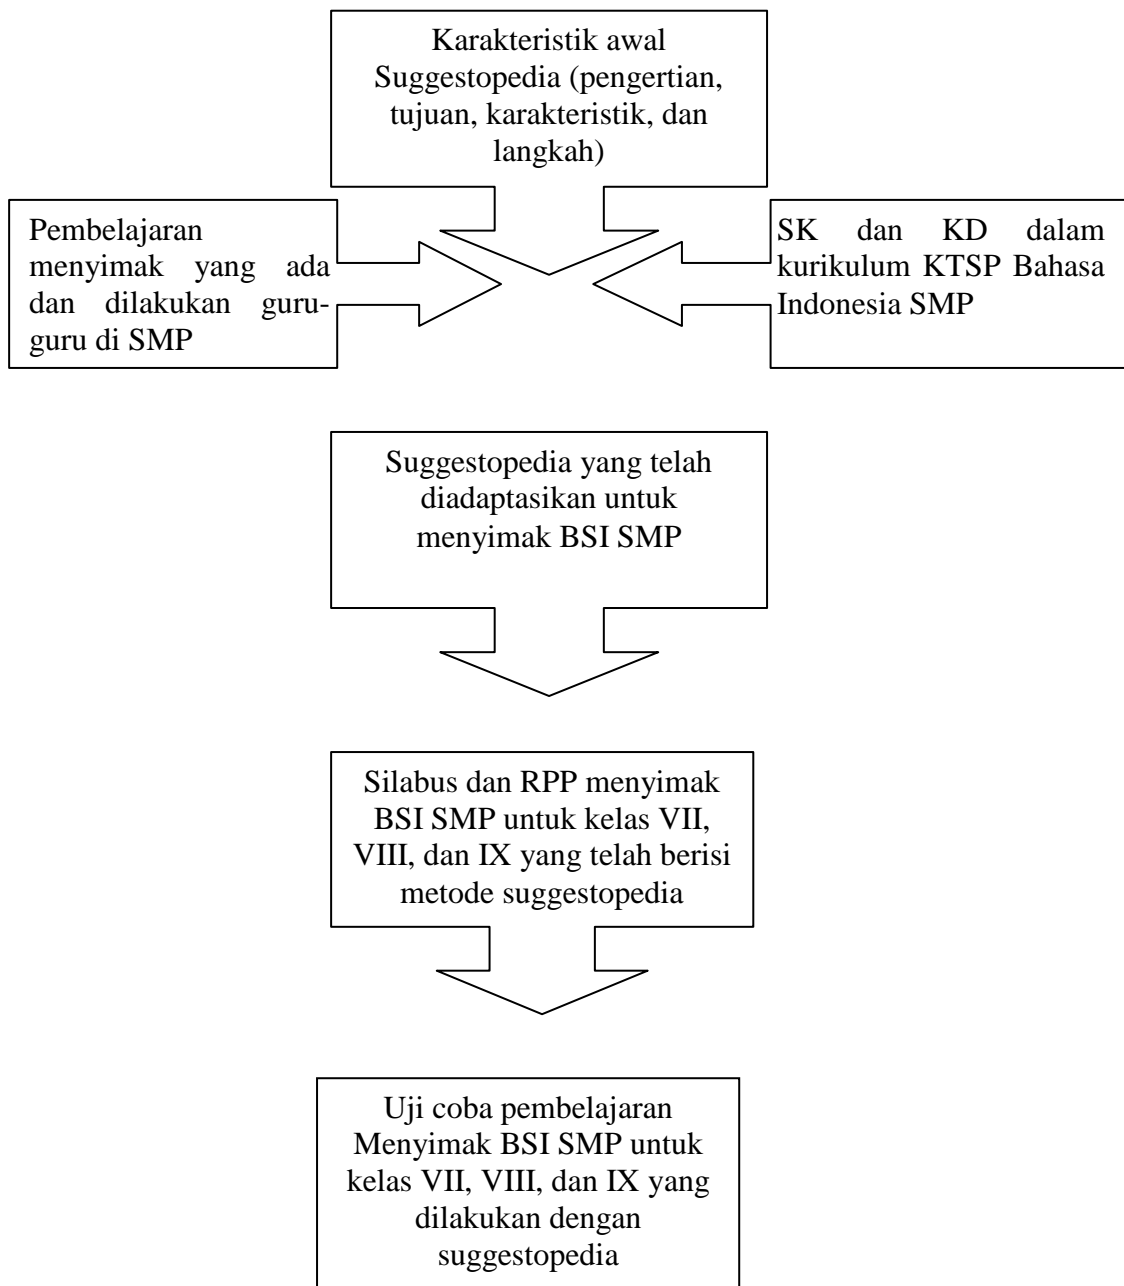 Karakteristik awal
Suggestopedia (pengertian,
tujuan, karakteristik, dan
langkah)
Pembelajaran
menyimak yang ada
dan dilakukan guru-
guru di SMP
SK dan KD dalam
kurikulum KTSP Bahasa
Indonesia SMP
Suggestopedia yang telah
diadaptasikan untuk
menyimak BSI SMP
Silabus dan RPP menyimak
BSI SMP untuk kelas VII,
VIII, dan IX yang telah berisi
metode suggestopedia
Uji coba pembelajaran
Menyimak BSI SMP untuk
kelas VII, VIII, dan IX yang
dilakukan dengan
suggestopedia